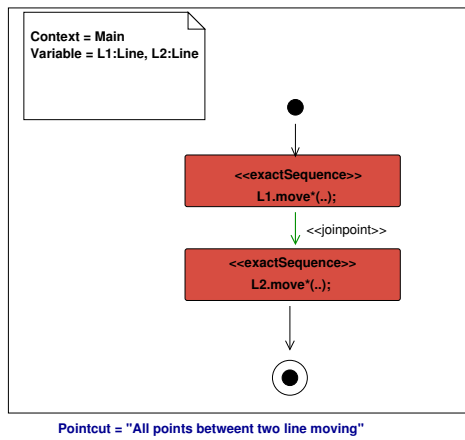 Context = Main
Variable = L1:Line, L2:Line
<<exactSequence>>
L1.move*(..);
<<joinpoint>>
<<exactSequence>>
L2.move*(..);
Pointcut = "All points betweent two line moving"